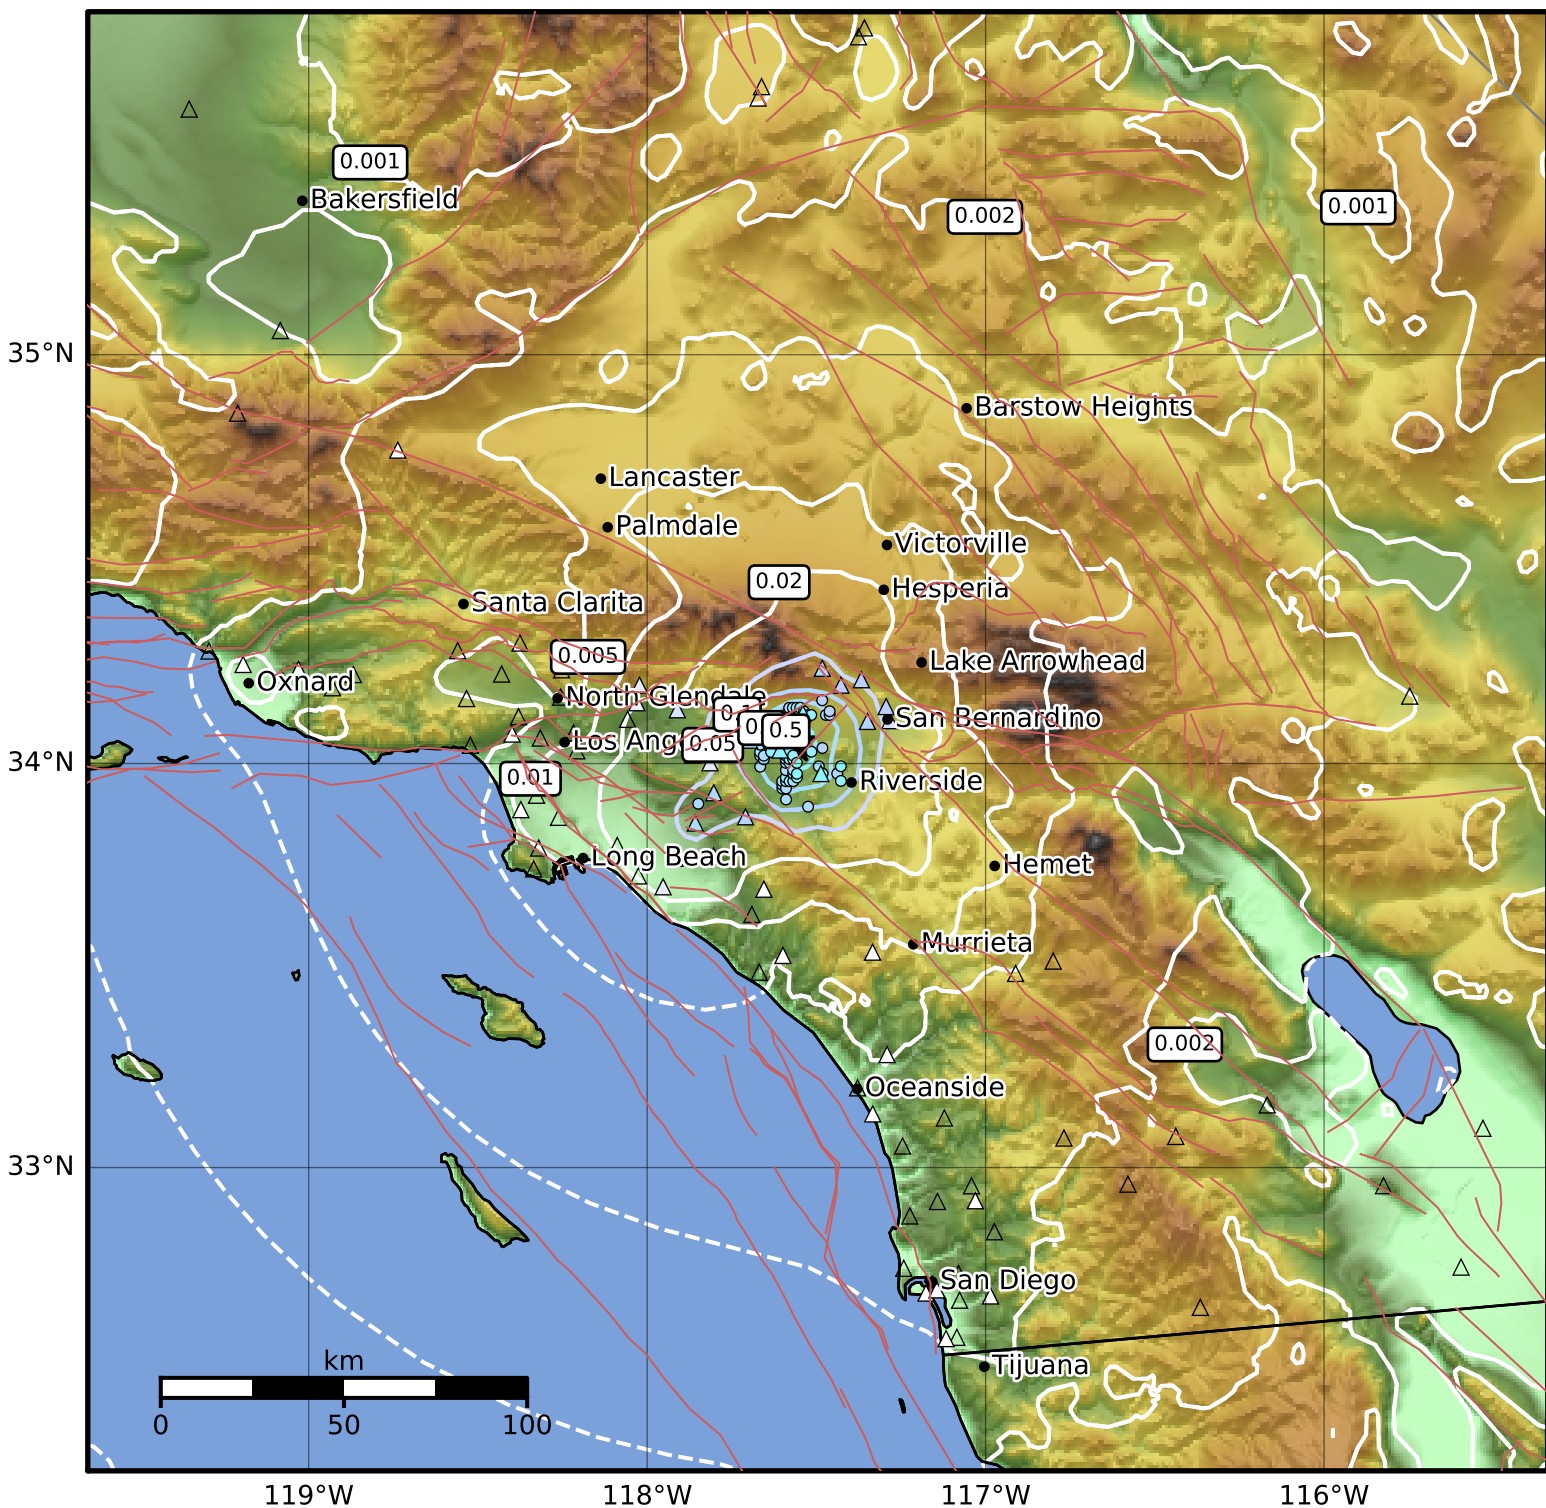 0.001
Bakersfield
0.002
0.001
35°N
Barstow Heights
Lancaster
Palmdale
Victorville
0.02
Hesperia
Santa Clarita
0.005
Lake Arrowhead
Oxnard
North Glendale
San Bernardino
0.5
Los Ang
0.05
34°N
0.01
Riverside
Long Beach
Hemet
Murrieta
0.002
Oceanside
33°N
San Diego
km
Tijuana
0 50 100
119°W 118°W 117°W 116°W